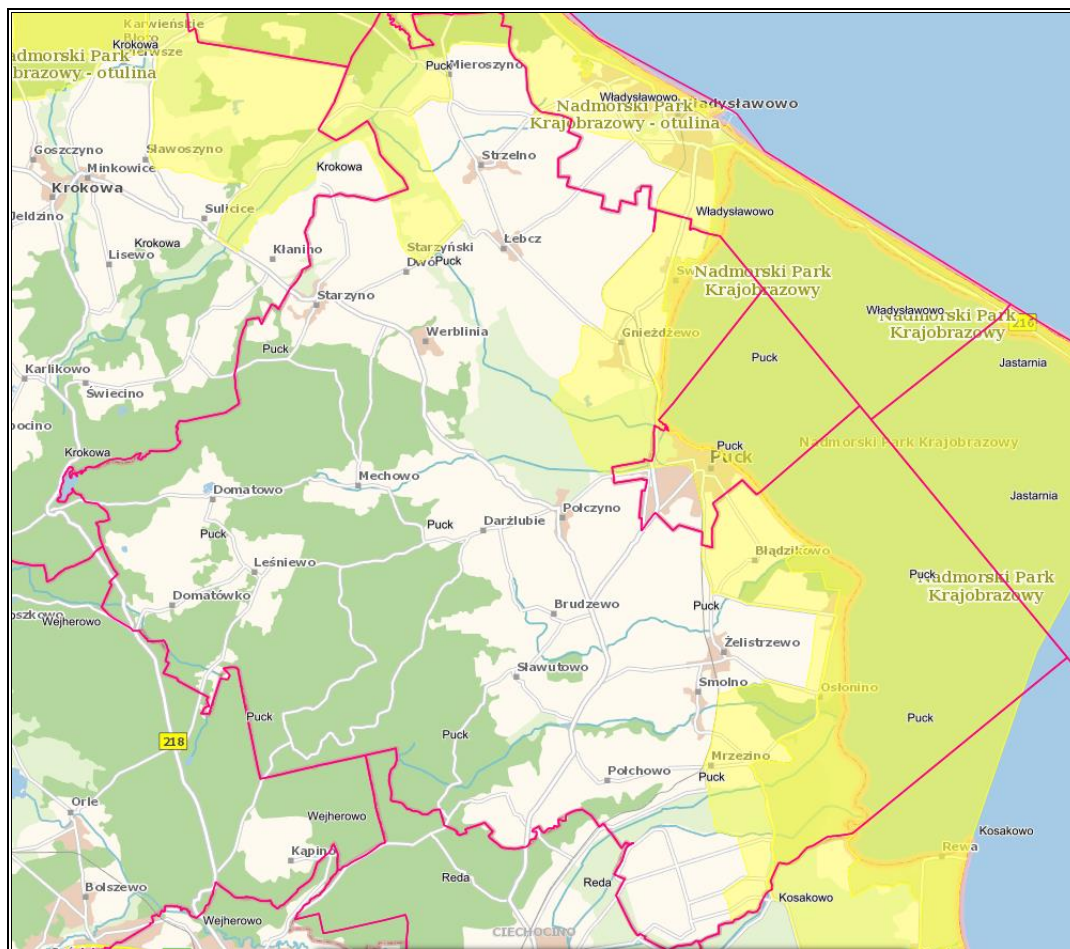 Karwieńskie
Błoto
Pierwsze
Krokowa
Nadmorski Park
Krajobrazowy - otulina
Puck
Mieroszyno
Władysławowo
Władysławowo
Nadmorski Park
Krajobrazowy - otulina
Goszczyno
Sławoszyno
Minkowice
Krokowa
Strzelno
Krokowa
Jeldzino
Sulicice
Władysławowo
Krokowa
Lisewo
Kłanino
Starzyński
Dwór
Puck
Łebcz
Nadmorski Park
Krajobrazowy
Starzyno
Władysławowo
Nadmorski Park
Krajobrazowy
216
Werblinia
Gnieżdżewo
Puck
Puck
Jastarnia
Karlikowo
Świecino
Krokowa
Puck
Puck
Nadmorski Park Krajobrazowy
Mechowo
Domatowo
Jastarnia
Puck
Puck
Darżlubie
Połczyno
Błądzikowo
Leśniewo
Puck
Nadmorski Park
Krajobrazowy
Domatówko
Wejherowo
Brudzewo
Puck
Żelistrzewo
Sławutowo
Smolno
Osłonino
Puck
Puck
Puck
218
Mrzezino
Puck
Połchowo
Orle
Wejherowo
Kosakowo
Rewa
Kąpino
Bolszewo
Reda
Reda
Kosakowo
Wejherowo
CIECHOCINO